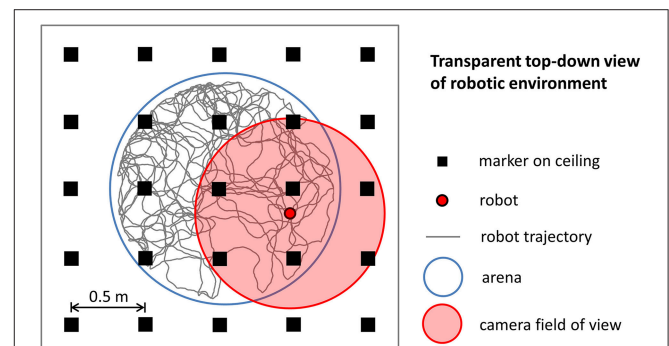 Transparent top-down view
of robotic environment
marker on ceiling
robot
robot trajectory
arena
camera field of view
0.5 m